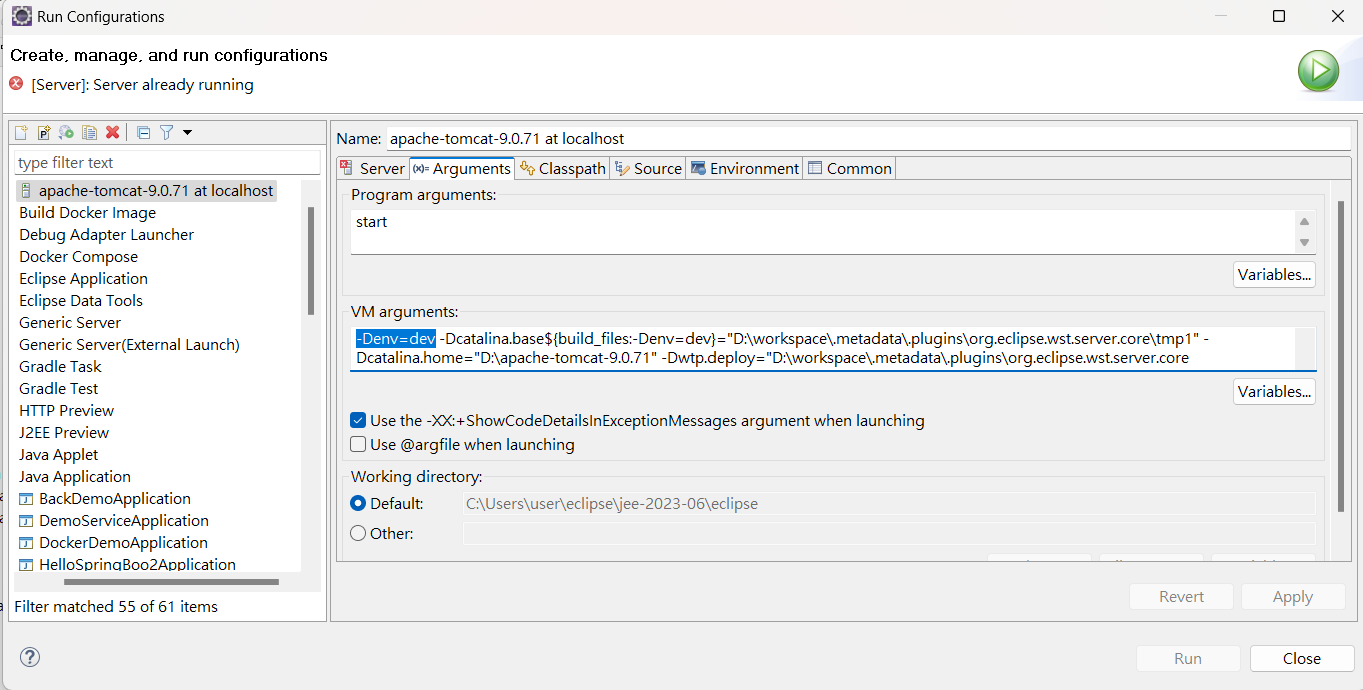 Run Configurations
Create, manage, and run configurations
[Server]: Server already running
type filter text
apache-tomcat-9.0.71 at localhost
Build Docker Image
Debug Adapter Launcher
Docker Compose
Eclipse Application
Eclipse Data Tools
Generic Server
Generic Server(External Launch)
Gradle Task
Gradle Test
HTTP Preview
J2EE Preview
Java Applet
Java Application
BackDemoApplication
DemoServiceApplication
DockerDemoApplication
HelloSpringBoo2Application
Filter matched 55 of 61 items
Name: apache-tomcat-9.0.71 at localhost
Server (x)= Arguments Classpath Source Environment Common
Program arguments:
start
Variables...
VM arguments:
-Denv=dev -Dcatalina.base${build_files:-Denv=dev}="D:\workspace\.metadata\.plugins\org.eclipse.wst.server.core\tmp1" -
Dcatalina.home="D:\apache-tomcat-9.0.71" -Dwtp.deploy="D:\workspace\.metadata\.plugins\org.eclipse.wst.server.core
Variables...
Use the -XX:+ShowCodeDetailsInExceptionMessages argument when launching
Use @argfile when launching
Working directory:
Default: C:\Users\user\eclipse\jee-2023-06\eclipse
Other:
Revert Apply
Run Close